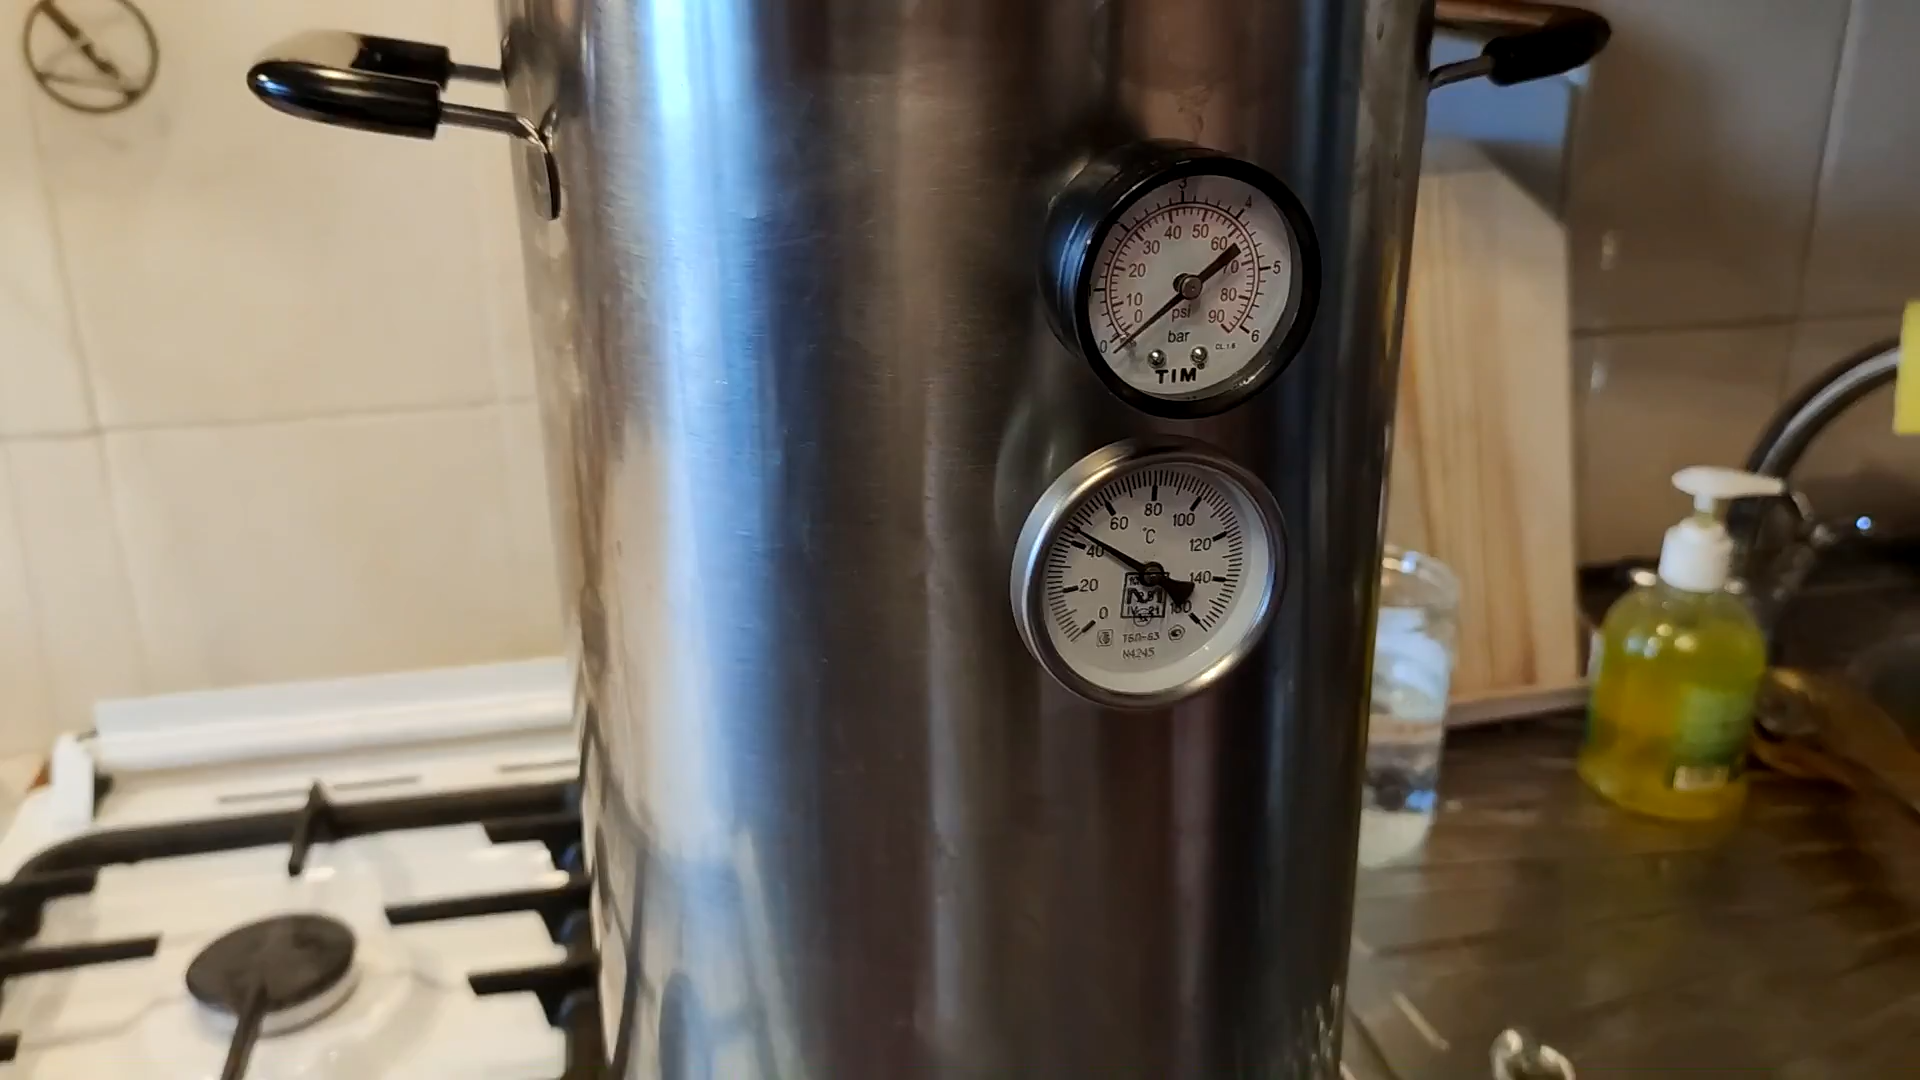 3
4
40 50
30 60
20 70 5
1
10 80
0 psi 90
0 bar CL.1.6 6
TIM
80
60 100
°C
40 120
20 140
0 160
ТБП-63
N4245